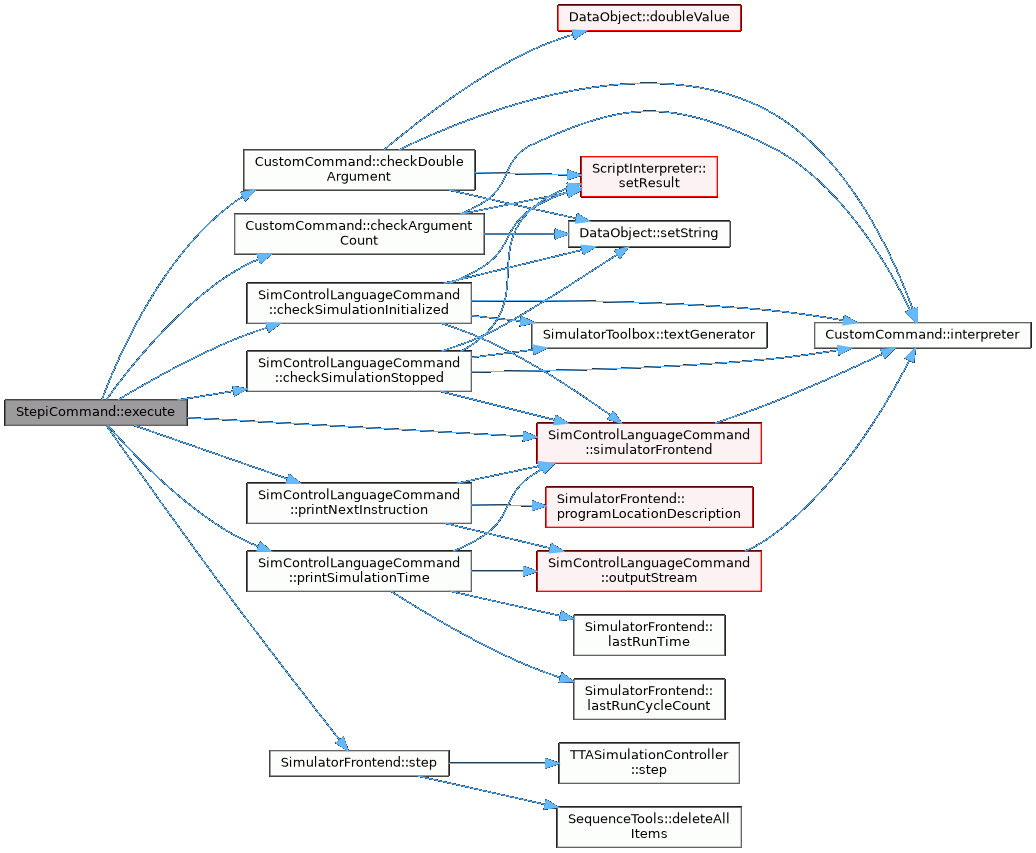 DataObject::doubleValue
CustomCommand::checkDouble
Argument
ScriptInterpreter::
setResult
CustomCommand::checkArgument
Count
DataObject::setString
SimControlLanguageCommand
::checkSimulationInitialized
SimulatorToolbox::textGenerator
CustomCommand::interpreter
SimControlLanguageCommand
::checkSimulationStopped
StepiCommand::execute
SimControlLanguageCommand
::simulatorFrontend
SimControlLanguageCommand
::printNextInstruction
SimulatorFrontend::
programLocationDescription
SimControlLanguageCommand
::printSimulationTime
SimControlLanguageCommand
::outputStream
SimulatorFrontend::
lastRunTime
SimulatorFrontend::
lastRunCycleCount
SimulatorFrontend::step
TTASimulationController
::step
SequenceTools::deleteAll
Items